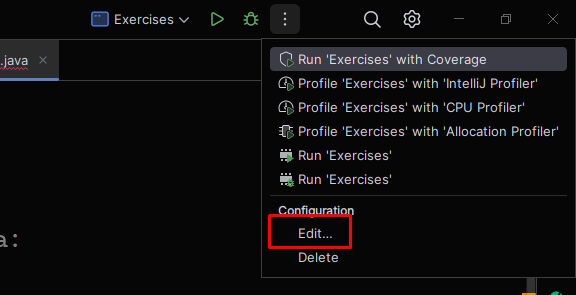 Exercises
.java
Run 'Exercises' with Coverage
Profile 'Exercises' with 'IntelliJ Profiler'
Profile 'Exercises' with 'CPU Profiler'
Profile 'Exercises' with 'Allocation Profiler'
Run 'Exercises'
Run 'Exercises'
Configuration
Edit...
Delete
a: